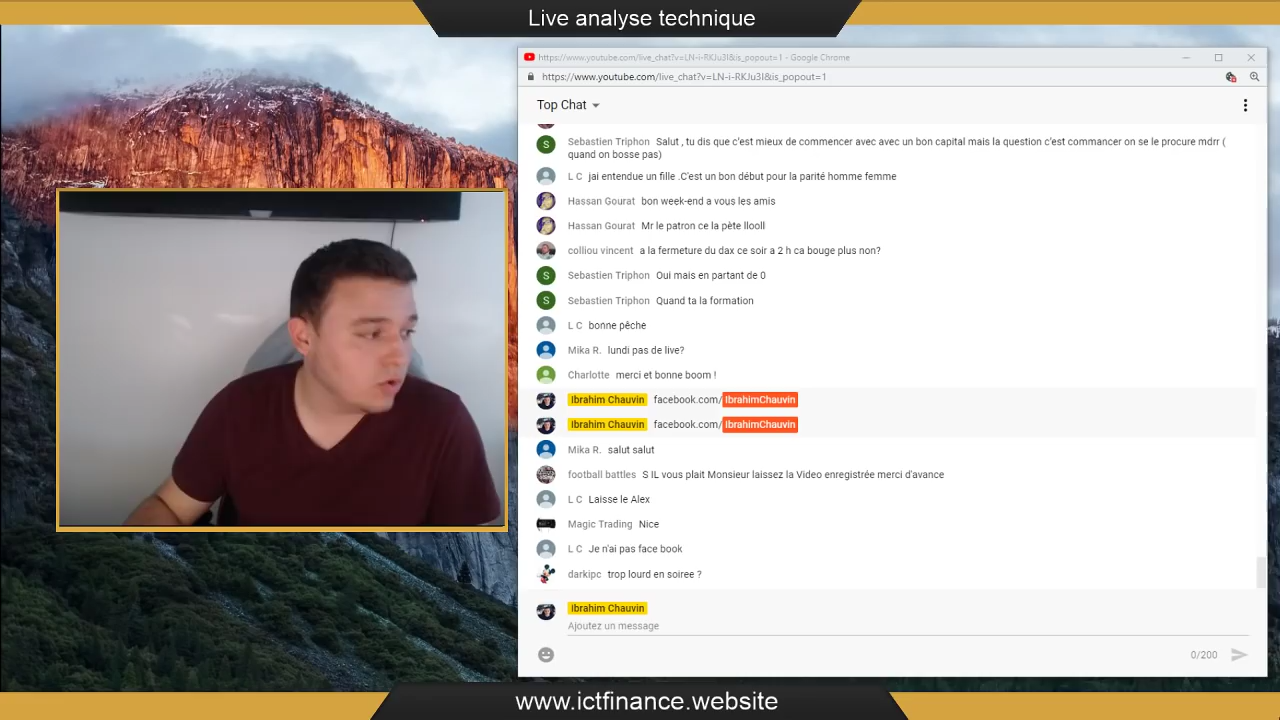 Live analyse technique
https://www.youtube.com/live_chat?v=LN-i-RKJu3I&is_popout=1 - Google Chrome
https://www.youtube.com/live_chat?v=LN-i-RKJu3I&is_popout=1
Top Chat
Sebastien Triphon Salut , tu dis que c'est mieux de commencer avec avec un bon capital mais la question c'est commancer on se le procure mdrr (
quand on bosse pas)
L C jai entendue un fille .C'est un bon début pour la parité homme femme
Hassan Gourat bon week-end a vous les amis
Hassan Gourat Mr le patron ce la pète llooll
colliou vincent a la fermeture du dax ce soir a 2 h ca bouge plus non?
S Sebastien Triphon Oui mais en partant de 0
S Sebastien Triphon Quand ta la formation
L C bonne pêche
Mika R. lundi pas de live?
Charlotte merci et bonne boom !
Ibrahim Chauvin facebook.com/IbrahimChauvin
Ibrahim Chauvin facebook.com/IbrahimChauvin
Mika R. salut salut
football battles S IL vous plait Monsieur laissez la Video enregistrée merci d'avance
L C Laisse le Alex
Magic Trading Nice
L C Je n'ai pas face book
darkipc trop lourd en soiree ?
Ibrahim Chauvin
Ajoutez un message
0/200
www.ictfinance.website